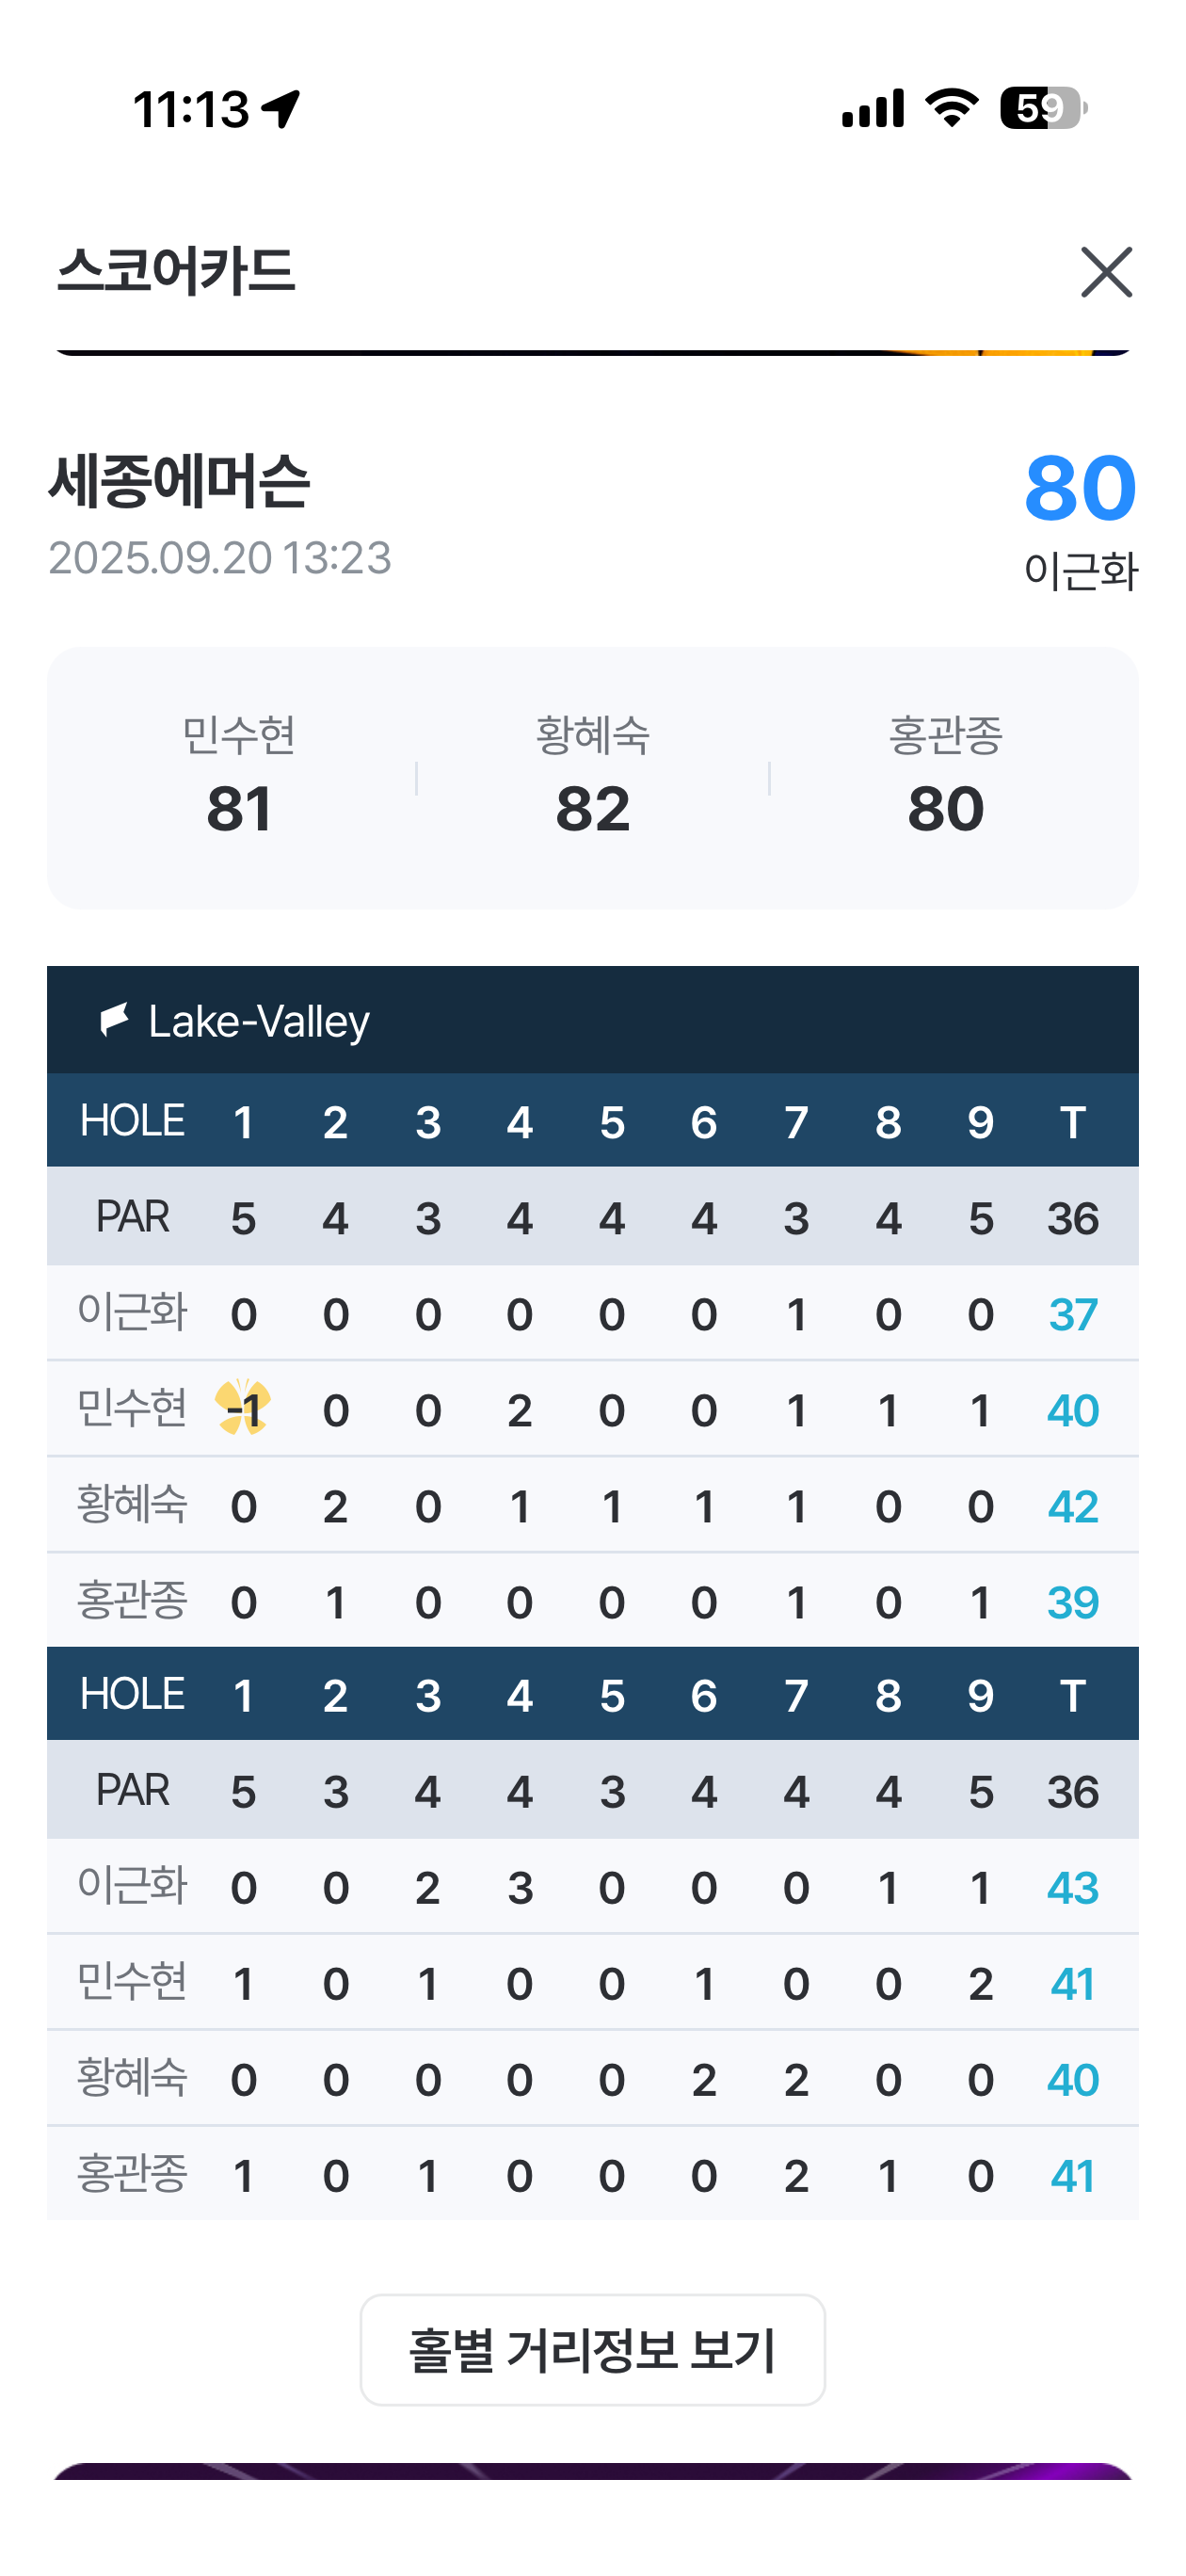 11:13
59
스코어카드
세종에머슨
80
2025.09.20 13:23
이근화
민수현 황혜숙 홍관종
81 82 80
Lake-Valley
HOLE 1 2 3 4 5 6 7 8 9 T
PAR 5 4 3 4 4 4 3 4 5 36
이근화 0 0 0 0 0 0 1 0 0 37
민수현 -1 0 0 2 0 0 1 1 1 40
황혜숙 0 2 0 1 1 1 1 0 0 42
홍관종 0 1 0 0 0 0 1 0 1 39
HOLE 1 2 3 4 5 6 7 8 9 T
PAR 5 3 4 4 3 4 4 4 5 36
이근화 0 0 2 3 0 0 0 1 1 43
민수현 1 0 1 0 0 1 0 0 2 41
황혜숙 0 0 0 0 0 2 2 0 0 40
홍관종 1 0 1 0 0 0 2 1 0 41
홀별 거리정보 보기